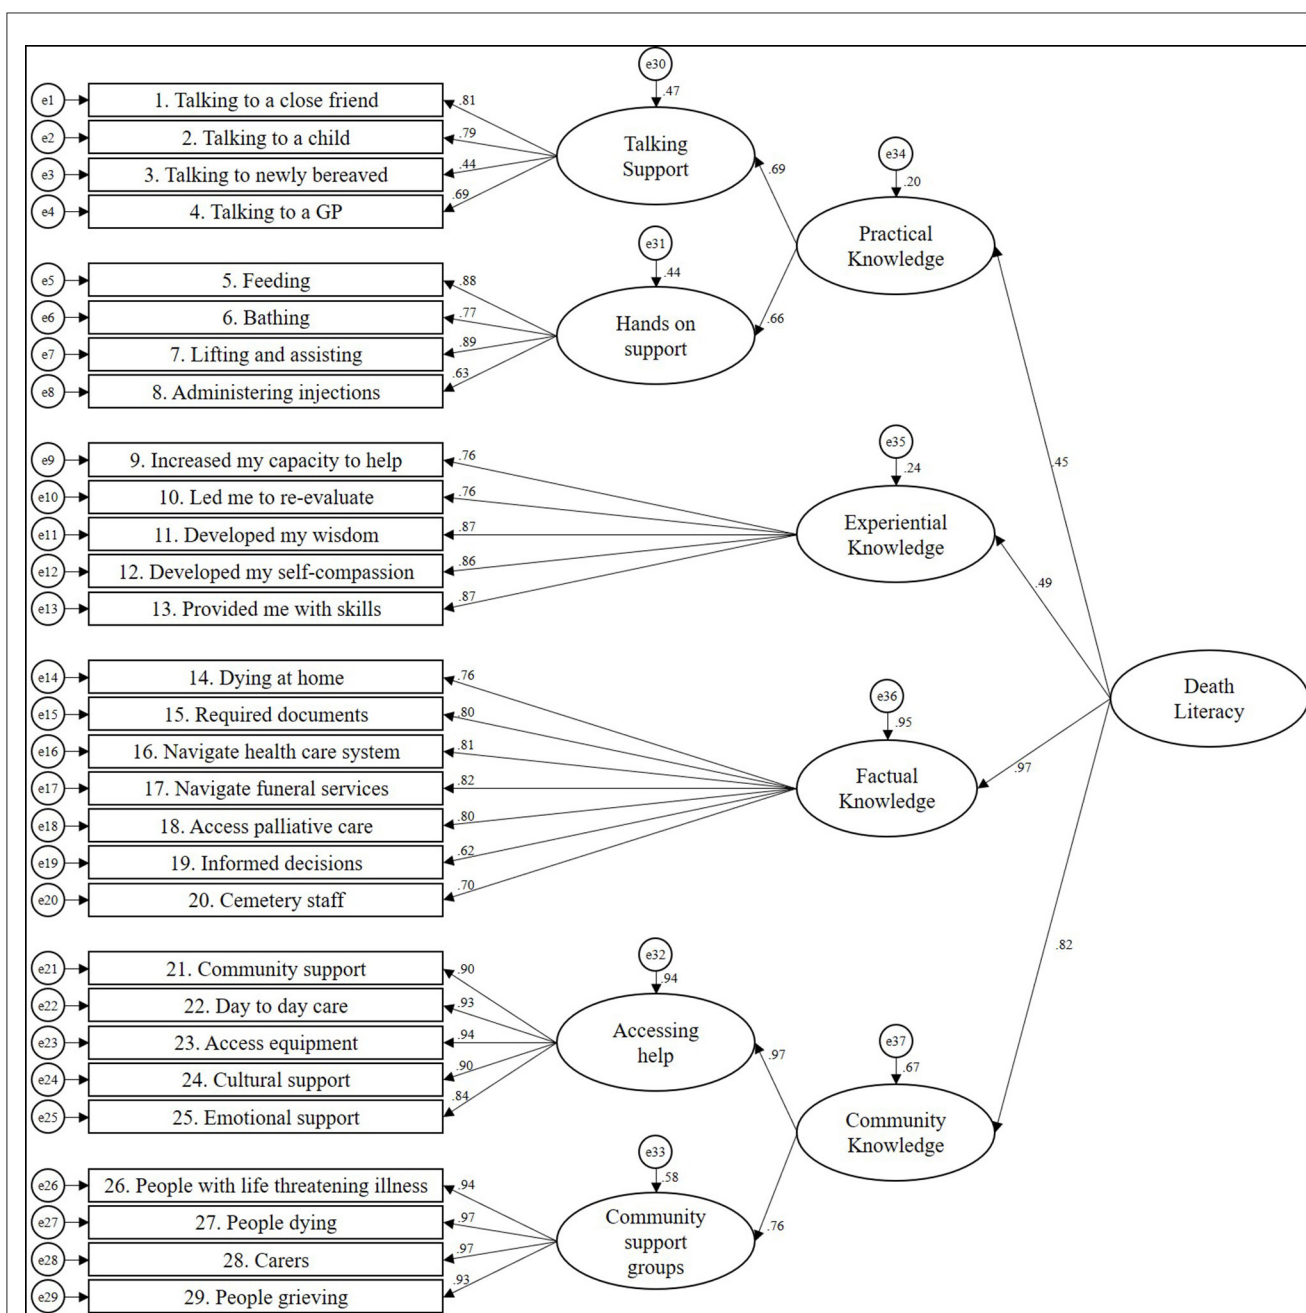 e30
.47
e1
1. Talking to a close friend
.81
e2
2. Talking to a child
.79
e3
3. Talking to newly bereaved
.44
e4
4. Talking to a GP
.69
Talking
Support
.69
e34
.20
Practical
Knowledge
e31
.44
e5
5. Feeding
.88
e6
6. Bathing
.77
e7
7. Lifting and assisting
.89
e8
8. Administering injections
.63
Hands on
support
.66
.45
e35
.24
e9
9. Increased my capacity to help
.76
e10
10. Led me to re-evaluate
.76
e11
11. Developed my wisdom
.87
e12
12. Developed my self-compassion
.86
e13
13. Provided me with skills
.87
Experiential
Knowledge
.49
Death
Literacy
e36
.95
e14
14. Dying at home
.76
e15
15. Required documents
.80
e16
16. Navigate health care system
.81
e17
17. Navigate funeral services
.82
e18
18. Access palliative care
.80
e19
19. Informed decisions
.62
e20
20. Cemetery staff
.70
Factual
Knowledge
.97
.82
e32
.94
e21
21. Community support
.90
e22
22. Day to day care
.93
e23
23. Access equipment
.94
e24
24. Cultural support
.90
e25
25. Emotional support
.84
Accessing
help
.97
e37
.67
Community
Knowledge
e33
.58
e26
26. People with life threatening illness
.94
e27
27. People dying
.97
e28
28. Carers
.97
e29
29. People grieving
.93
Community
support
groups
.76